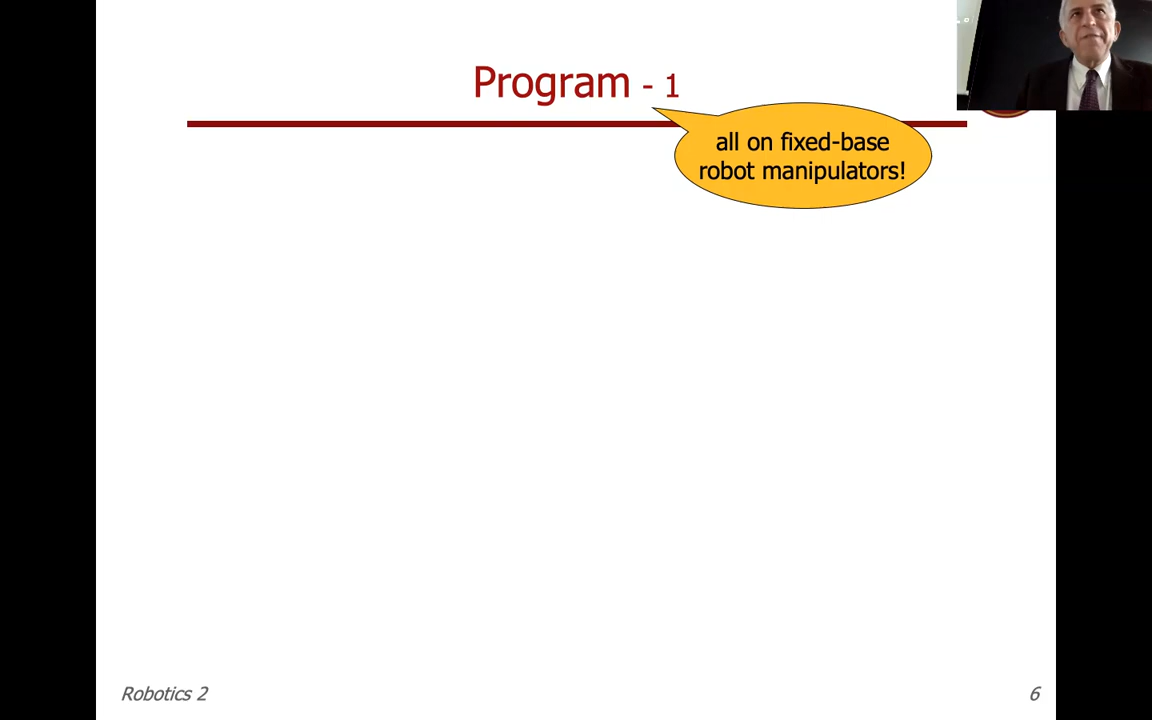 Program - 1
all on fixed-base
robot manipulators!
Robotics 2
6